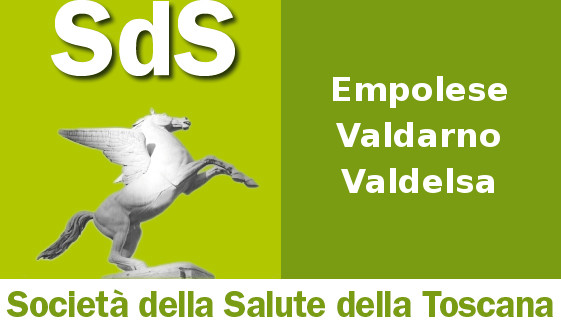 SdS
Empolese
Valdarno
Valdelsa
Società della Salute della Toscana